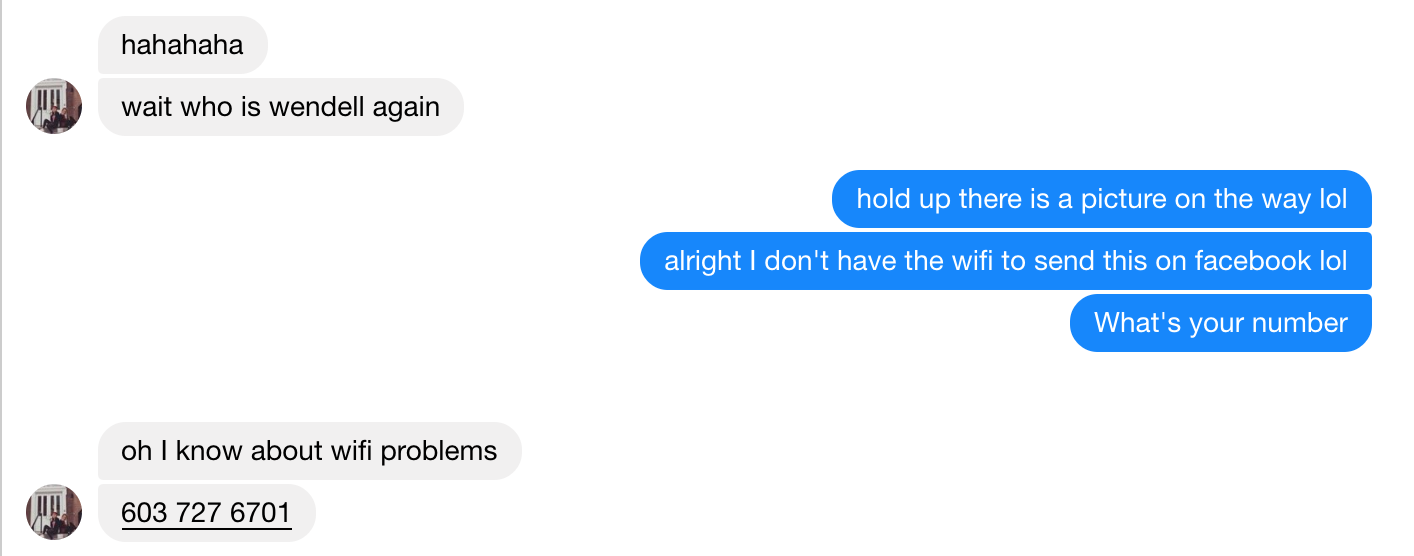 hahahaha
wait who is wendell again
hold up there is a picture on the way lol
alright I don't have the wifi to send this on facebook lol
What's your number
oh I know about wifi problems
603 727 6701